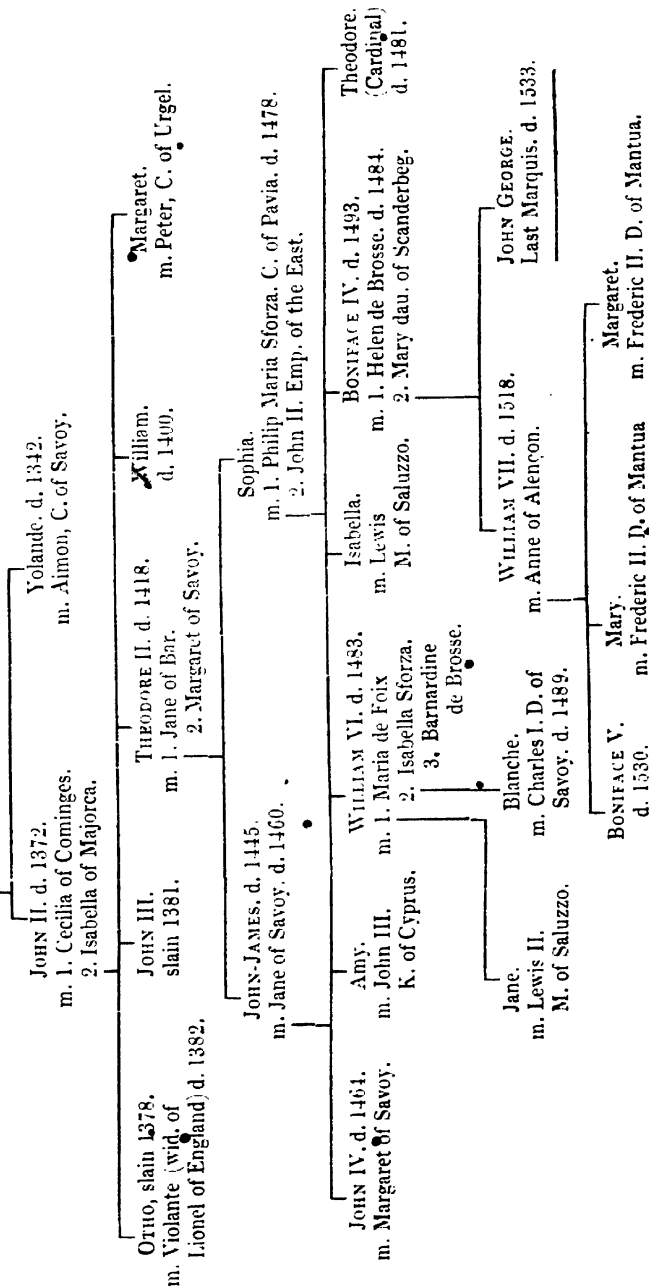 JOHN II. d. 1372.
m. 1. Cecilia of Cominges.
2. Isabella of Majorca.
Yolande. d. 1342.
m. Aimon, C. of Savoy.
OTHO, slain 1378.
m. Violante (wid. of
Lionel of England) d. 1382.
JOHN III.
slain 1381.
THEODORE II. d. 1418.
m. 1. Jane of Bar.
2. Margaret of Savoy.
William.
d. 1400.
Margaret.
m. Peter, C. of Urgel.
JOHN-JAMES. d. 1445.
m. Jane of Savoy. d. 1460.
Sophia.
m. 1. Philip Maria Sforza. C. of Pavia. d. 1478.
2. John II. Emp. of the East.
JOHN IV. d. 1464.
m. Margaret of Savoy.
Amy.
m. John III.
K. of Cyprus.
WILLIAM VI. d. 1483.
m. 1. Maria de Foix
2. Isabella Sforza.
3. Barnardine
de Brosse.
Isabella.
m. Lewis
M. of Saluzzo.
BONIFACE IV. d. 1493.
m. 1. Helen de Brosse. d. 1484.
2. Mary dau. of Scanderbeg.
Theodore.
(Cardinal)
d. 1481.
Jane.
m. Lewis II.
M. of Saluzzo.
Blanche.
m. Charles I. D. of
Savoy. d. 1489.
WILLIAM VII. d. 1518.
m. Anne of Alençon.
JOHN GEORGE.
Last Marquis. d. 1533.
BONIFACE V.
d. 1530.
Mary.
m. Frederic II. D. of Mantua
Margaret.
m. Frederic II. D. of Mantua.